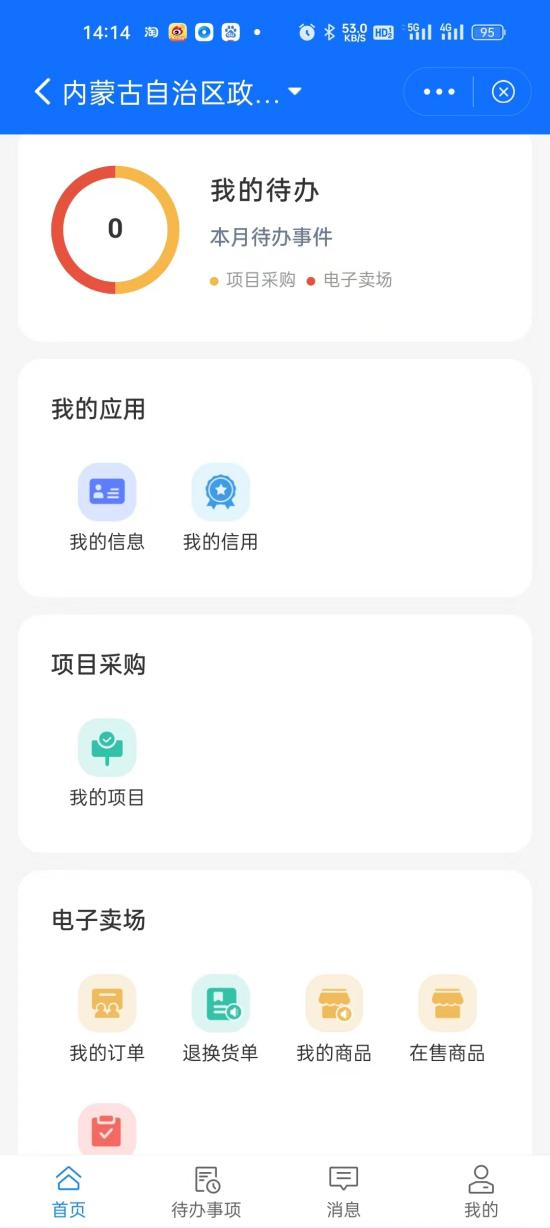 14:14 淘 53.0 KB/S HD 5G 4G 95
内蒙古自治区政...
0
我的待办
本月待办事件
项目采购 电子卖场
我的应用
我的信息 我的信用
项目采购
我的项目
电子卖场
我的订单 退换货单 我的商品 在售商品
首页 待办事项 消息 我的